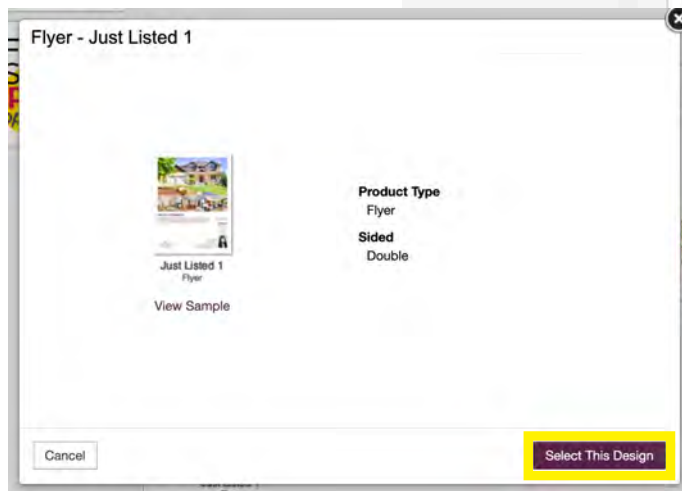 Flyer - Just Listed 1
Product Type
Flyer
Sided
Double
Just Listed 1
Flyer
View Sample
Cancel
Select This Design